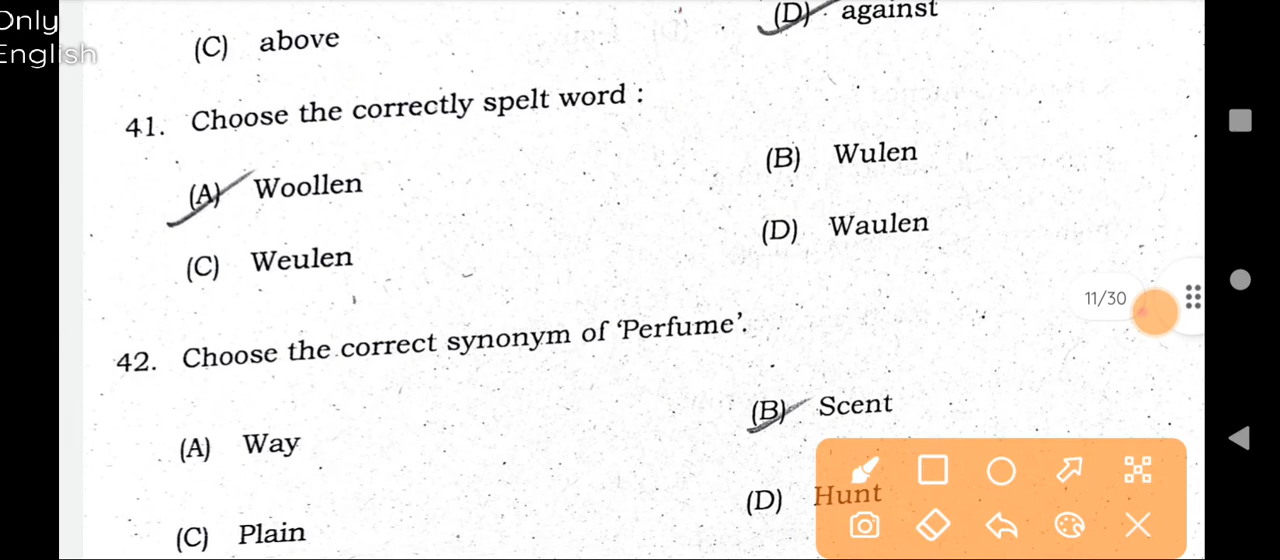 Only
English
(D) against
(C) above
41. Choose the correctly spelt word :
(A) Woollen
(B) Wulen
(C) Weulen
(D) Waulen
11/30
42. Choose the correct synonym of ‘Perfume’.
(A) Way
(B) Scent
(C) Plain
(D) Hunt